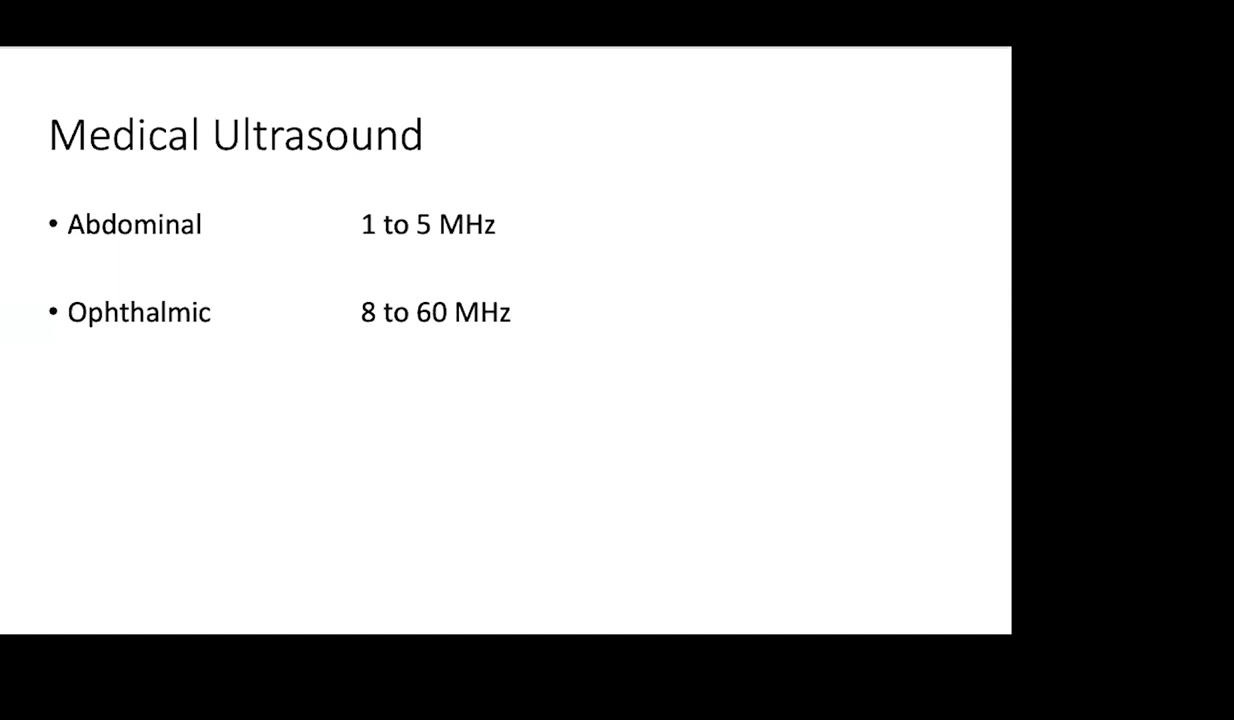 Medical Ultrasound
• Abdominal 1 to 5 MHz
• Ophthalmic 8 to 60 MHz